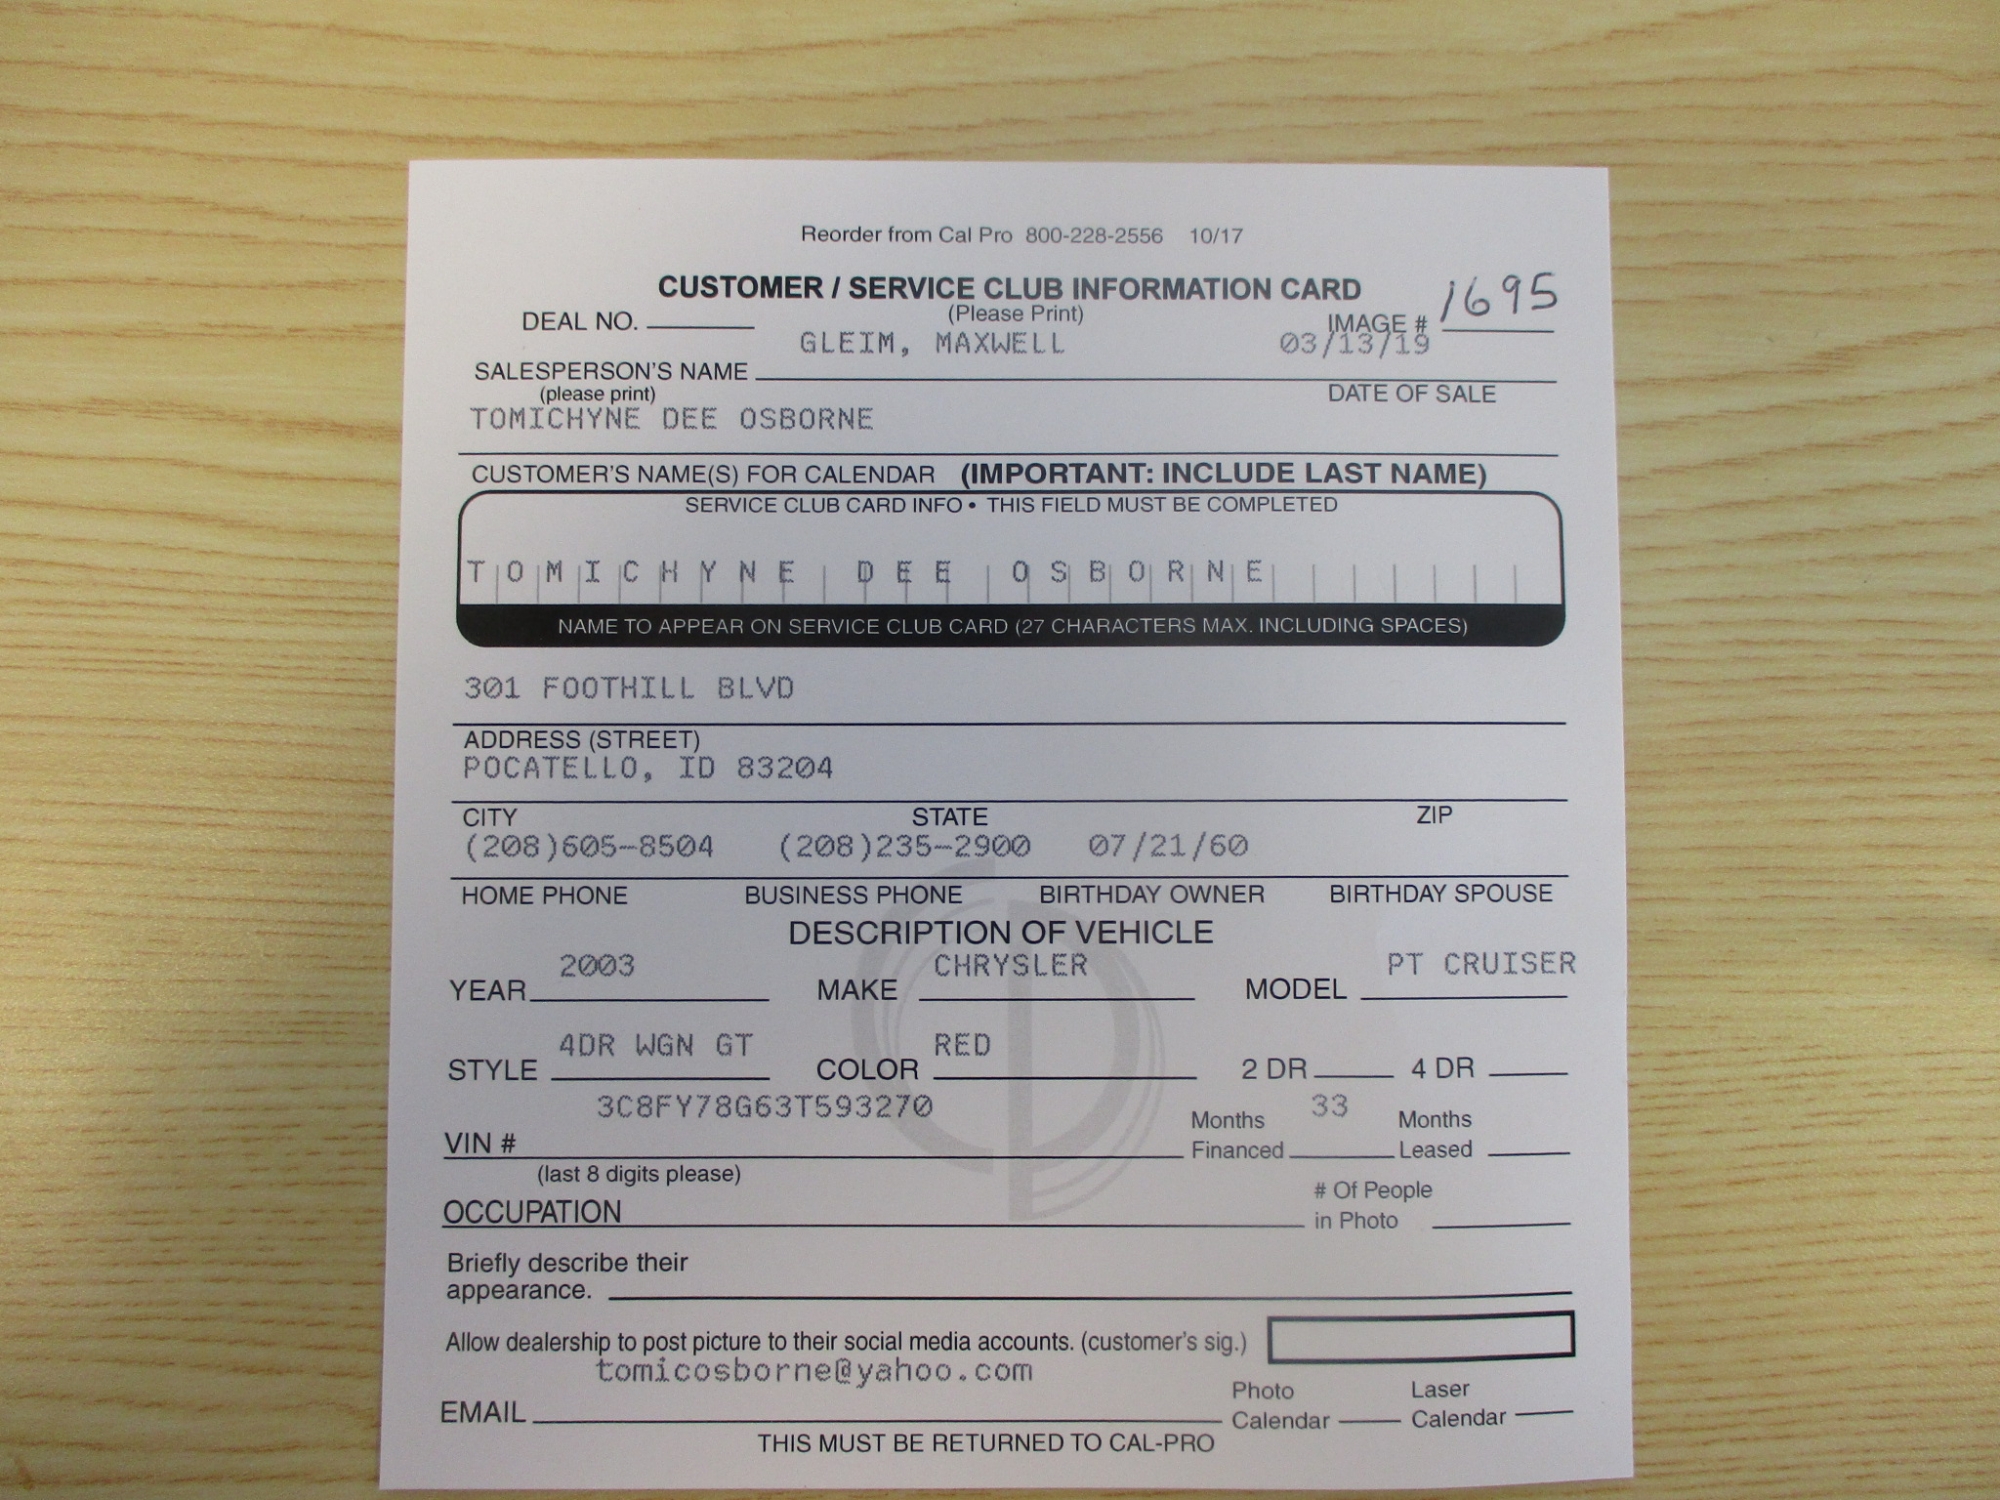 Reorder from Cal Pro 800-228-2556 10/17
CUSTOMER / SERVICE CLUB INFORMATION CARD
1695
DEAL NO. (Please Print) IMAGE #
GLEIM, MAXWELL 03/13/19
SALESPERSON'S NAME
(please print) DATE OF SALE
TOMICHYNE DEE OSBORNE
CUSTOMER'S NAME(S) FOR CALENDAR (IMPORTANT: INCLUDE LAST NAME)
SERVICE CLUB CARD INFO • THIS FIELD MUST BE COMPLETED
TOMICHYNE DEE OSBORNE
NAME TO APPEAR ON SERVICE CLUB CARD (27 CHARACTERS MAX. INCLUDING SPACES)
301 FOOTHILL BLVD
ADDRESS (STREET)
POCATELLO, ID 83204
CITY STATE ZIP
(208)605-8504 (208)235-2900 07/21/60
HOME PHONE BUSINESS PHONE BIRTHDAY OWNER BIRTHDAY SPOUSE
DESCRIPTION OF VEHICLE
2003 CHRYSLER PT CRUISER
YEAR MAKE MODEL
4DR WGN GT RED
STYLE COLOR 2 DR 4 DR
3C8FY78G63T593270 33
Months Months
VIN # Financed Leased
(last 8 digits please)
# Of People
OCCUPATION in Photo
Briefly describe their
appearance.
Allow dealership to post picture to their social media accounts. (customer's sig.)
tomicosborne@yahoo.com
Photo Laser
EMAIL Calendar Calendar
THIS MUST BE RETURNED TO CAL-PRO